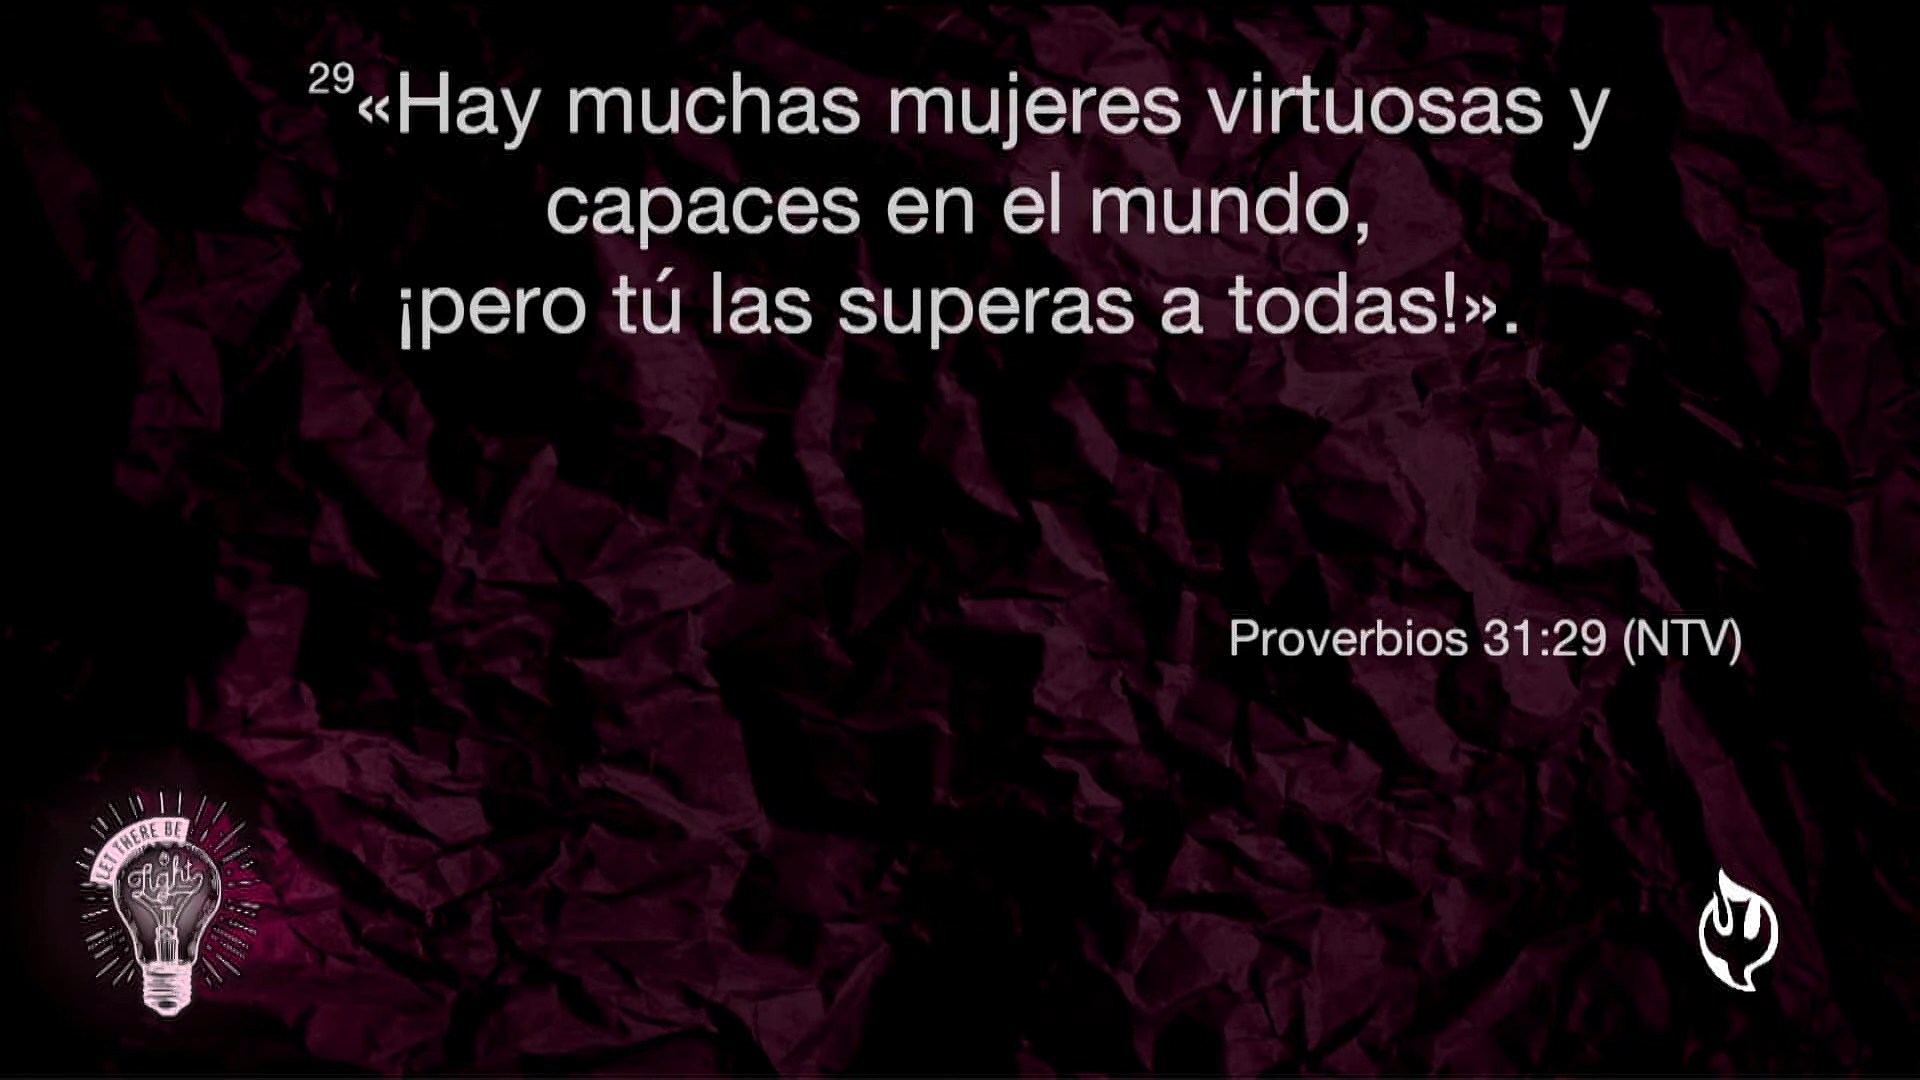 29«Hay muchas mujeres virtuosas y
capaces en el mundo,
¡pero tú las superas a todas!».
Proverbios 31:29 (NTV)
LET THERE BE
Light